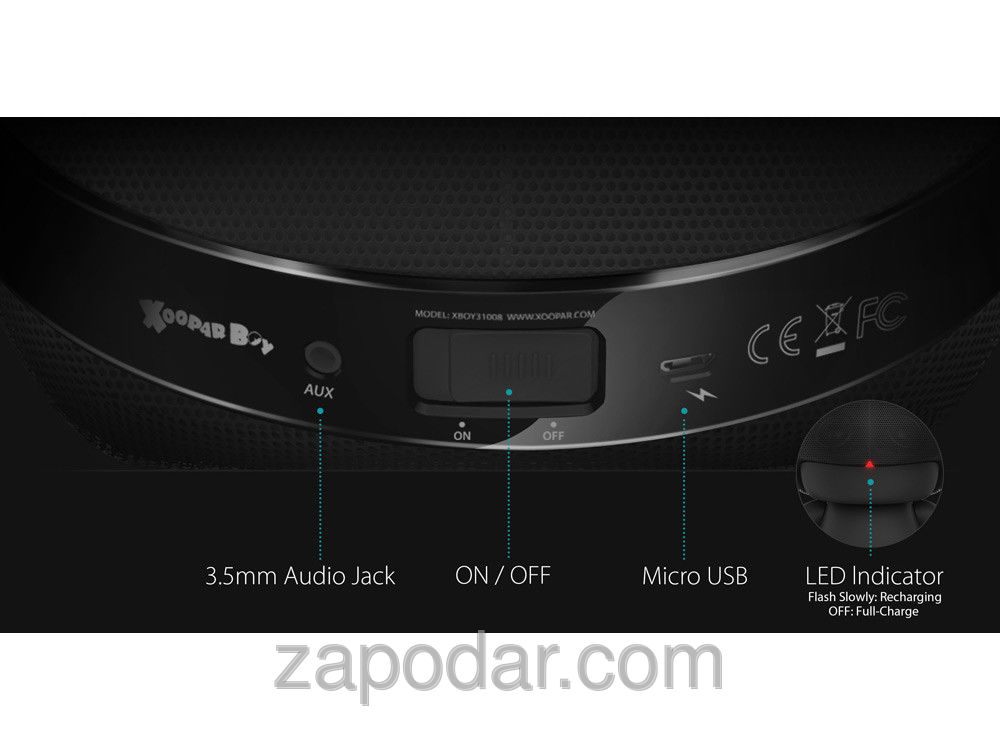 XOOPAR BOY
MODEL: XBOY31008 WWW.XOOPAR.COM
CE FC
AUX
ON OFF
3.5mm Audio Jack
ON / OFF
Micro USB
LED Indicator
Flash Slowly: Recharging
OFF: Full-Charge
zapodar.com